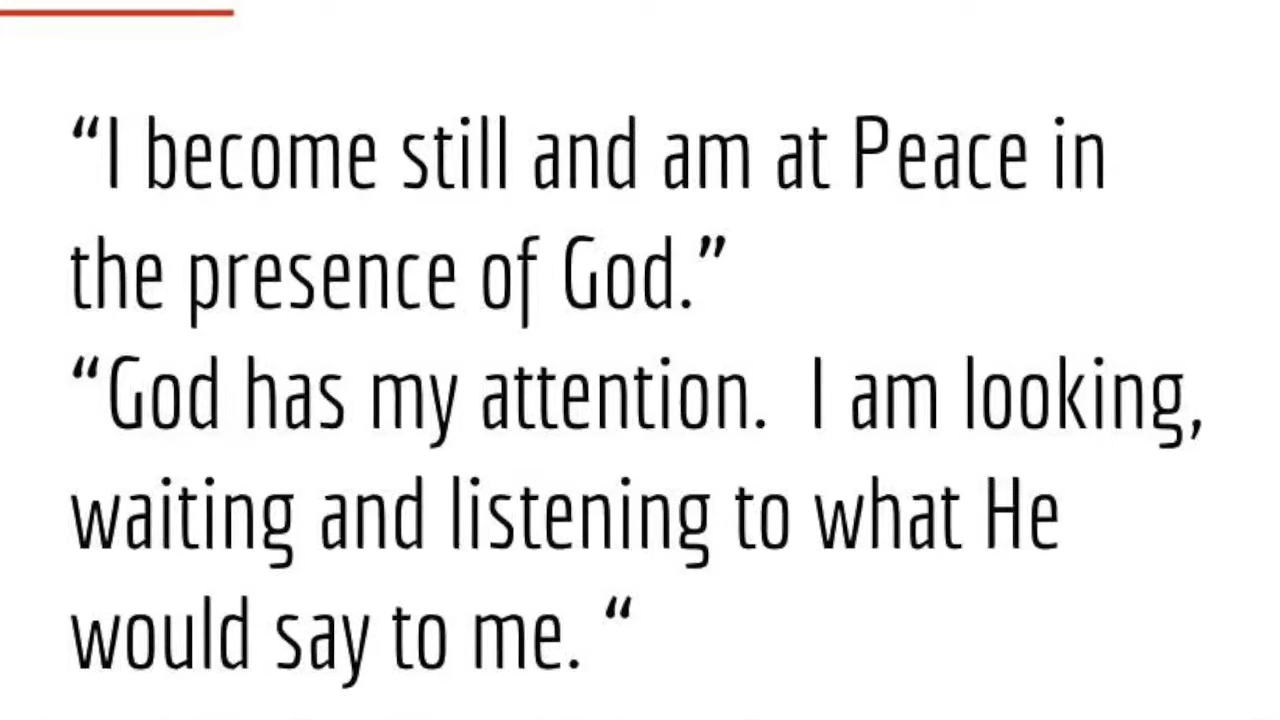 “I become still and am at Peace in
the presence of God.”
“God has my attention.  I am looking,
waiting and listening to what He
would say to me. “